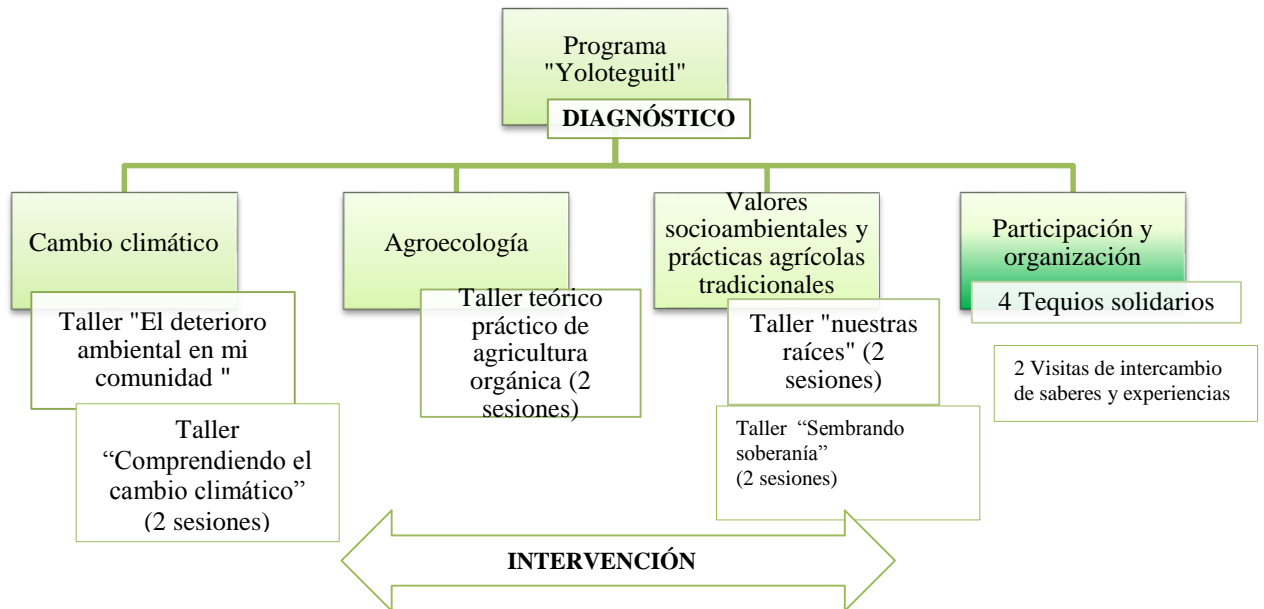 Programa
"Yoloteguitl"
DIAGNÓSTICO
Cambio climático
Taller "El deterioro
ambiental en mi
comunidad "
Taller
“Comprendiendo el
cambio climático”
(2 sesiones)
Agroecología
Taller teórico
práctico de
agricultura
orgánica (2
sesiones)
Valores
socioambientales y
prácticas agrícolas
tradicionales
Taller "nuestras
raíces" (2
sesiones)
Taller “Sembrando
soberanía”
(2 sesiones)
Participación y
organización
4 Tequios solidarios
2 Visitas de intercambio
de saberes y experiencias
INTERVENCIÓN